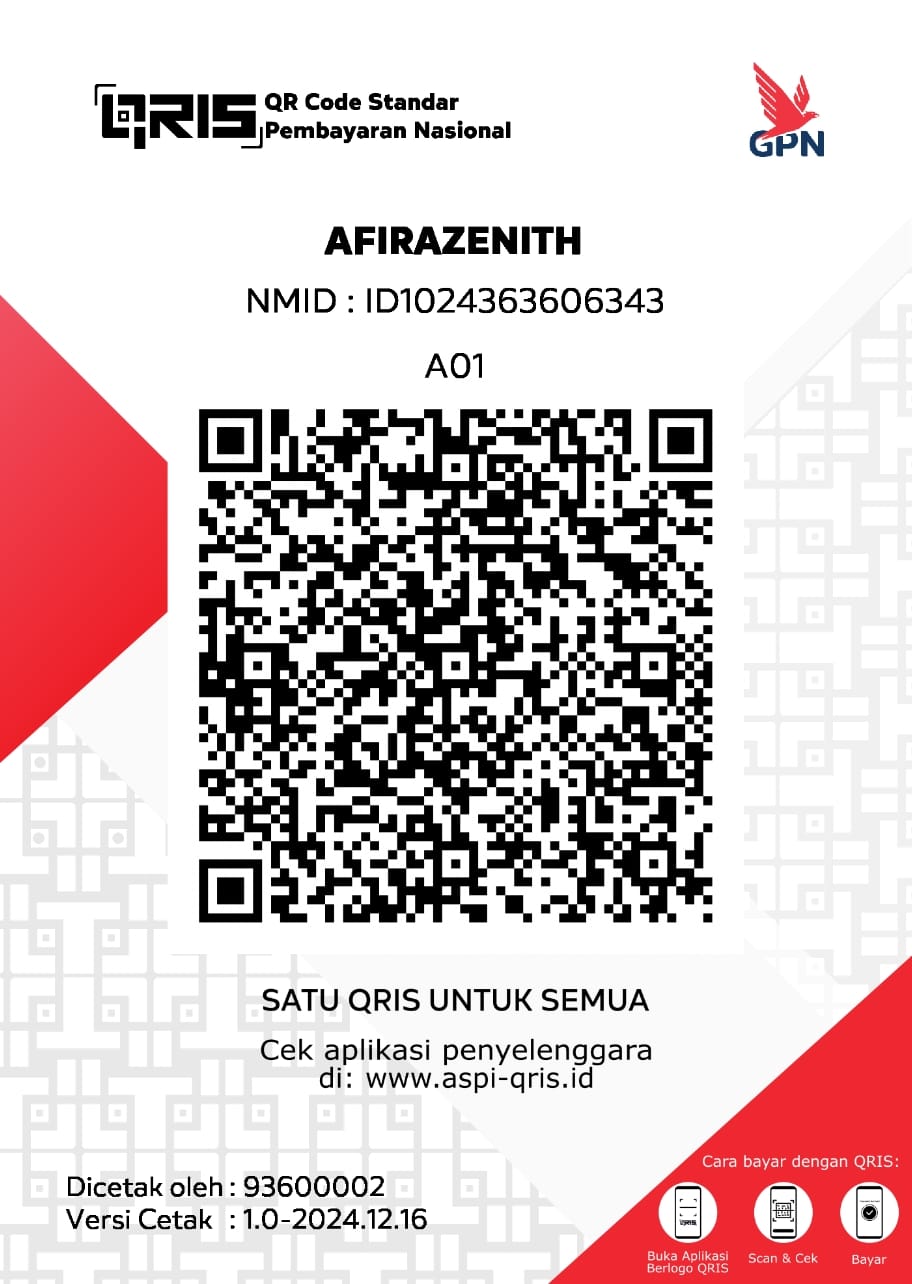 QRIS QR Code Standar
Pembayaran Nasional
GPN
AFIRAZENITH
NMID : ID1024363606343
A01
SATU QRIS UNTUK SEMUA
Cek aplikasi penyelenggara
di: www.aspi-qris.id
Dicetak oleh : 93600002
Versi Cetak : 1.0-2024.12.16
Cara bayar dengan QRIS:
QRIS
Buka Aplikasi
Berlogo QRIS
Scan & Cek
Bayar